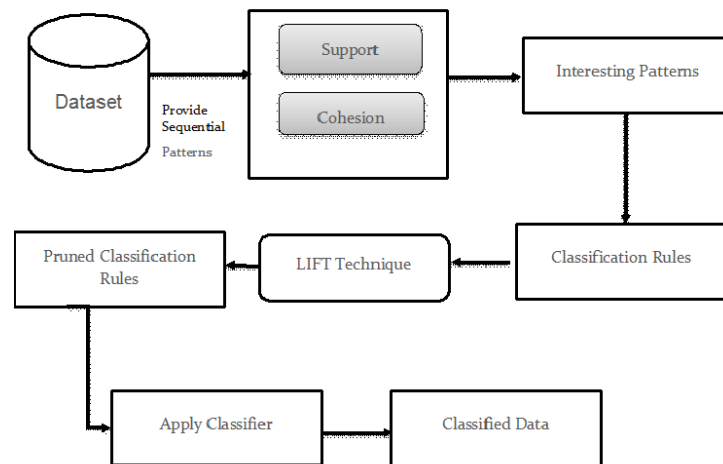 Dataset
Provide
Sequential
Patterns
Support
Cohesion
Interesting Patterns
Classification Rules
LIFT Technique
Pruned Classification
Rules
Apply Classifier
Classified Data